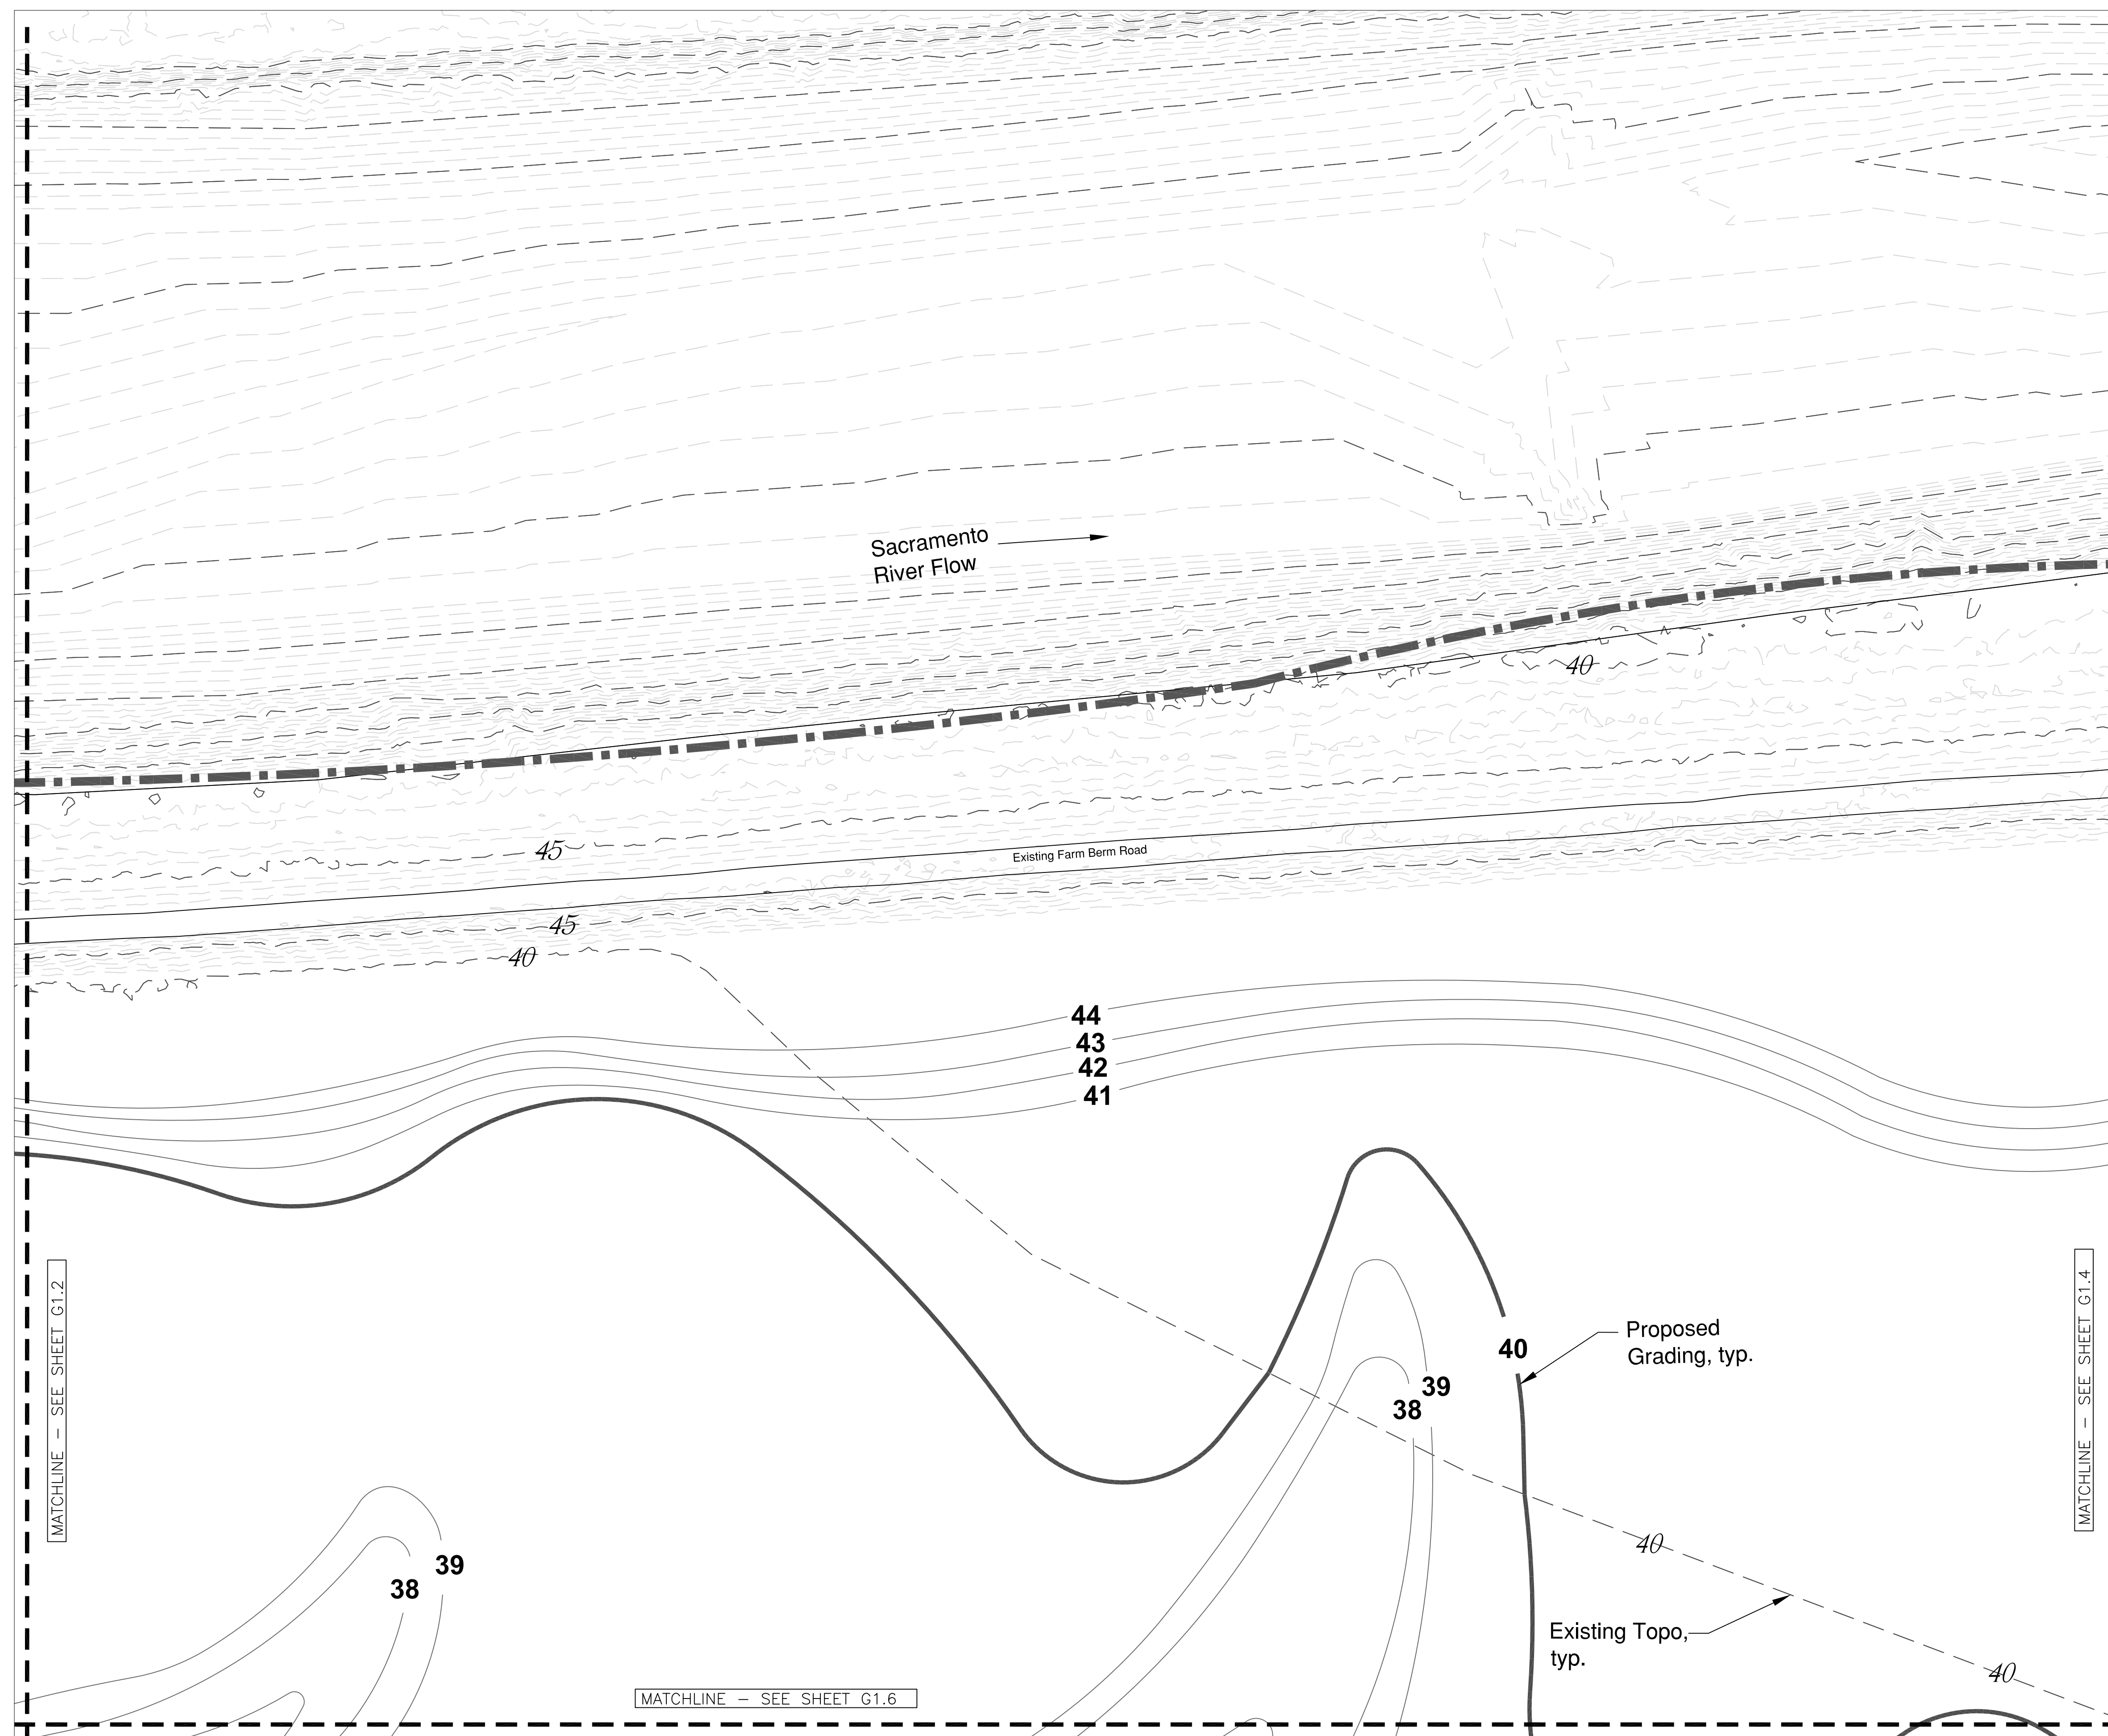 Sacramento
River Flow
40
45
Existing Farm Berm Road
45
40
44
43
42
41
MATCHLINE – SEE SHEET G1.2
MATCHLINE – SEE SHEET G1.4
40
Proposed
Grading, typ.
39
38
40
39
38
Existing Topo,
typ.
40
MATCHLINE – SEE SHEET G1.6